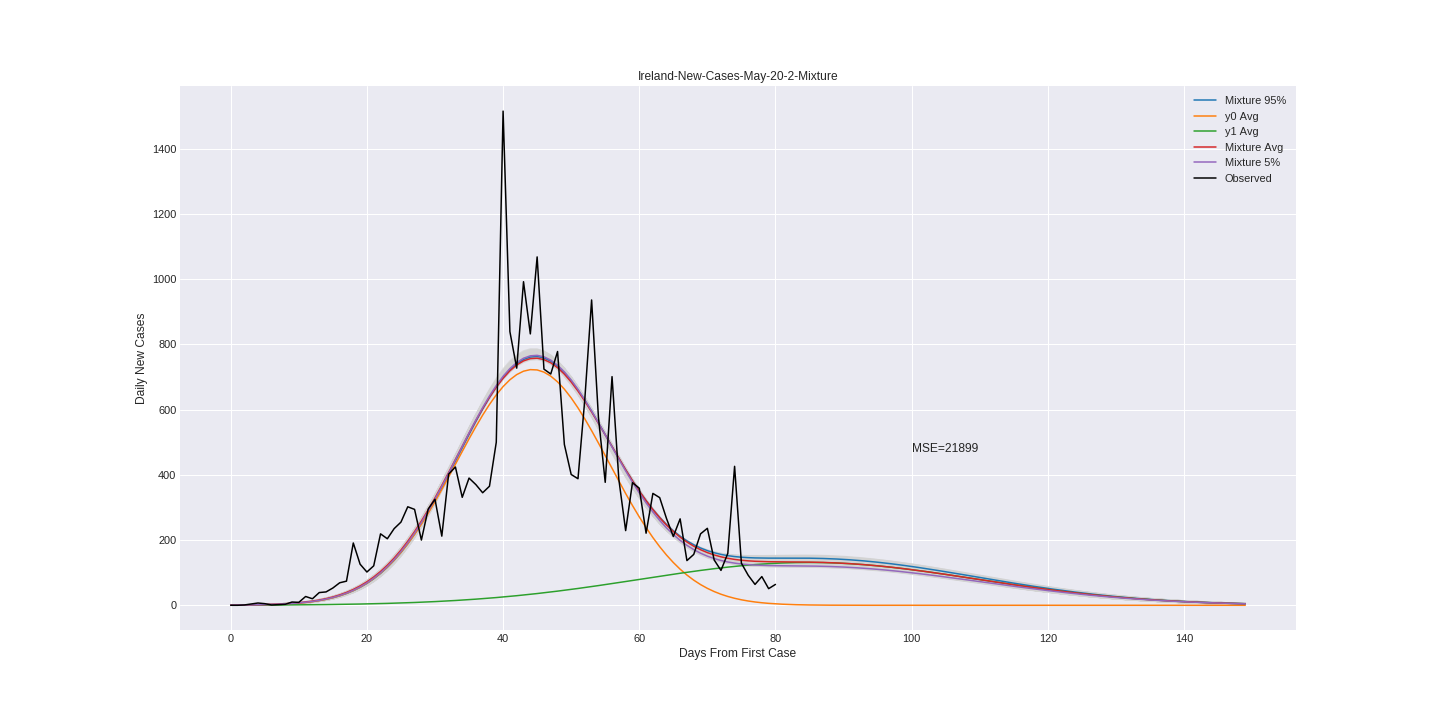 Ireland-New-Cases-May-20-2-Mixture
Mixture 95%
y0 Avg
y1 Avg
Mixture Avg
Mixture 5%
Observed
Daily New Cases
1400
1200
1000
800
600
400
200
0
MSE=21899
0 20 40 60 80 100 120 140
Days From First Case